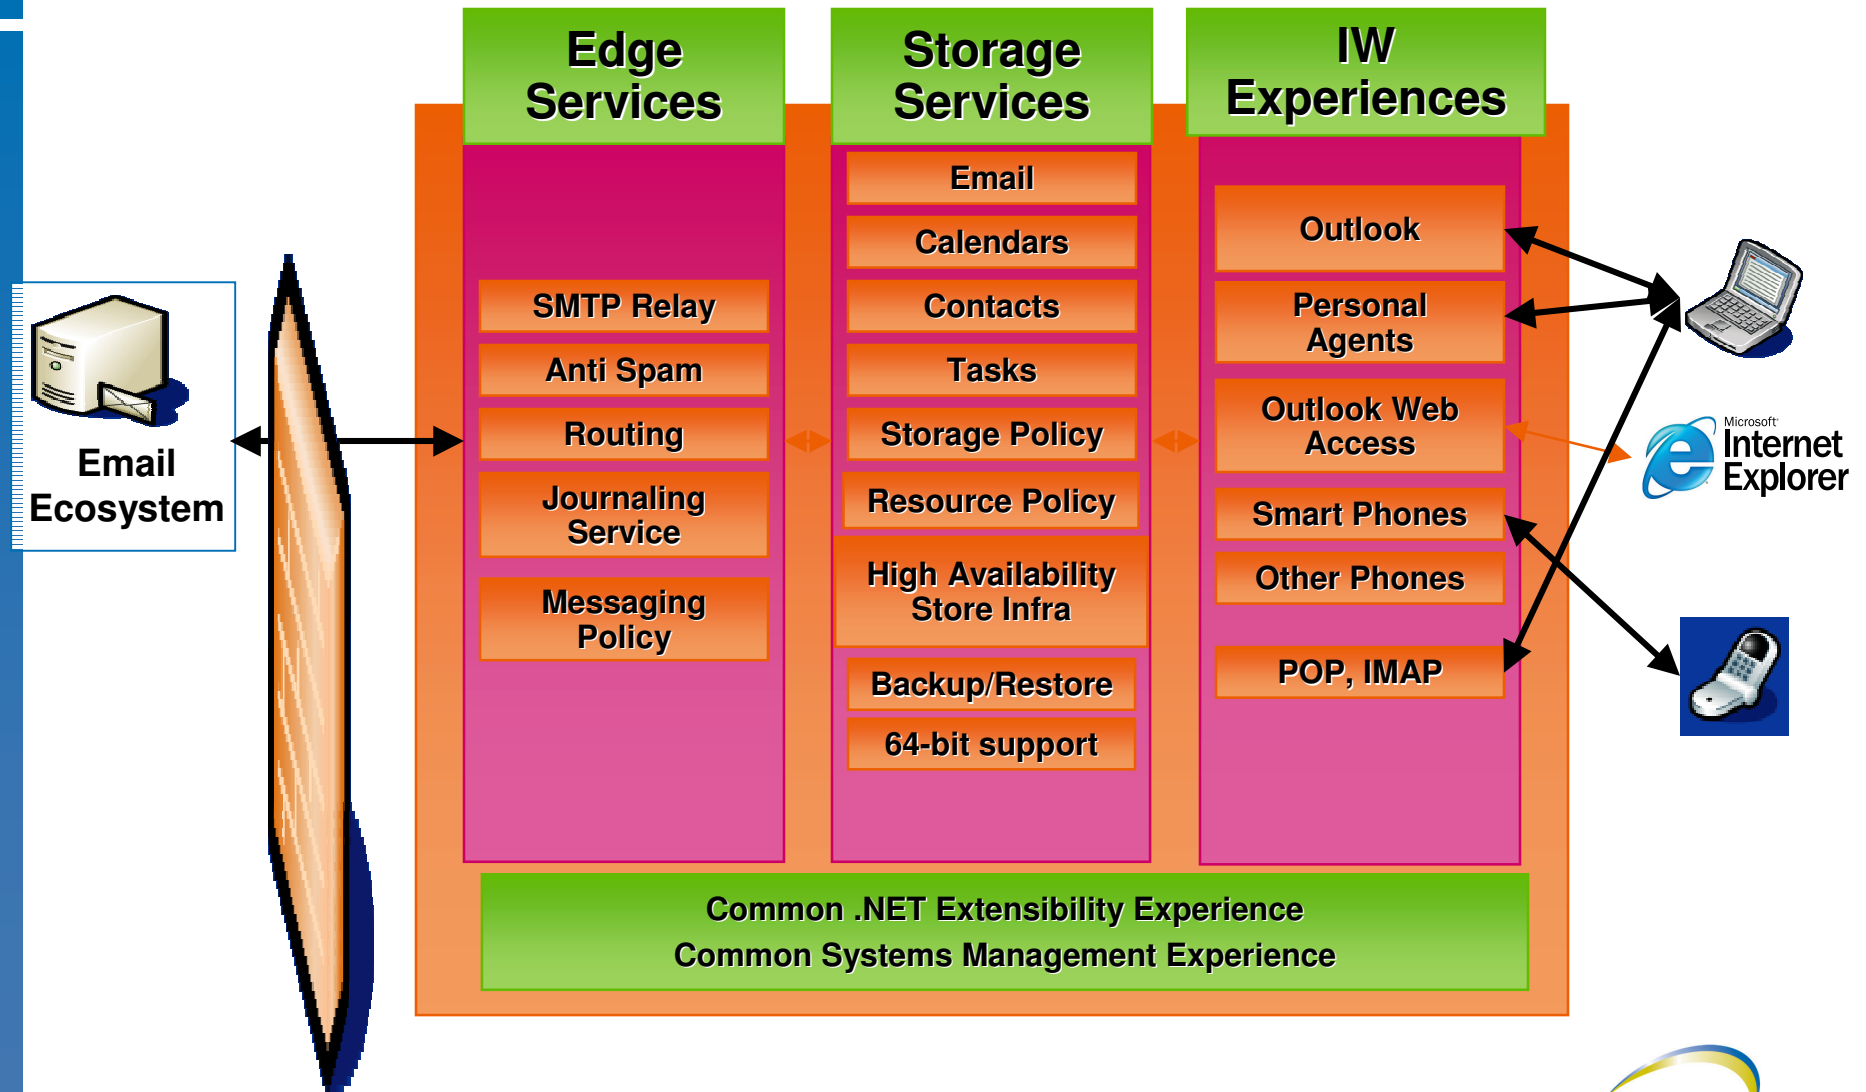 Edge
Services
Storage
Services
IW
Experiences
Email
Ecosystem
SMTP Relay
Anti Spam
Routing
Journaling
Service
Messaging
Policy
Email
Calendars
Contacts
Tasks
Storage Policy
Resource Policy
High Availability
Store Infra
Backup/Restore
64-bit support
Outlook
Personal
Agents
Outlook Web
Access
Smart Phones
Other Phones
POP, IMAP
Microsoft
Internet
Explorer
Common .NET Extensibility Experience
Common Systems Management Experience